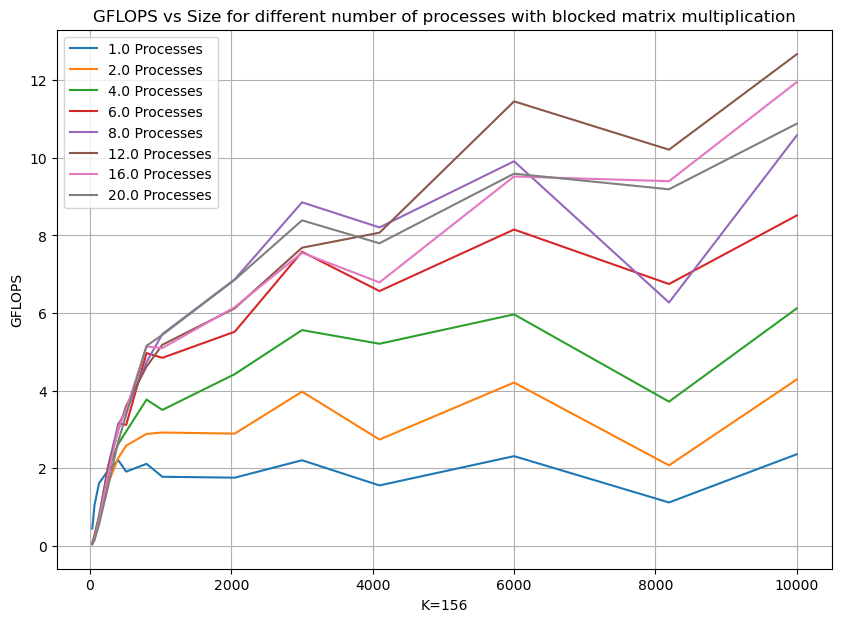 GFLOPS vs Size for different number of processes with blocked matrix multiplication
1.0 Processes
2.0 Processes
4.0 Processes
6.0 Processes
8.0 Processes
12.0 Processes
16.0 Processes
20.0 Processes
GFLOPS
12
10
8
6
4
2
0
0 2000 4000 6000 8000 10000
K=156